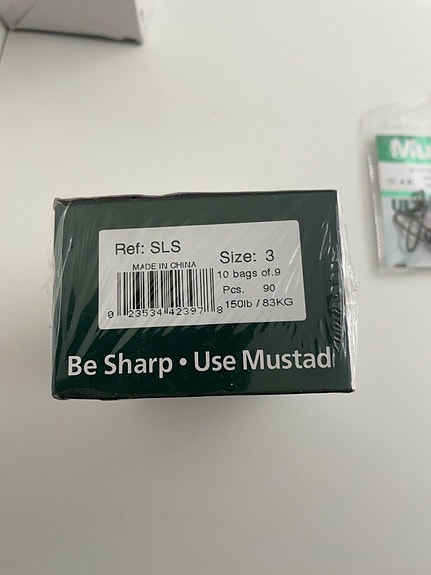 Mu
Ref: SLS
Size: 3
MADE IN CHINA
10 bags of.9
Pcs. 90
150lb / 83KG
0 23534 42397 8
Be Sharp • Use Mustad